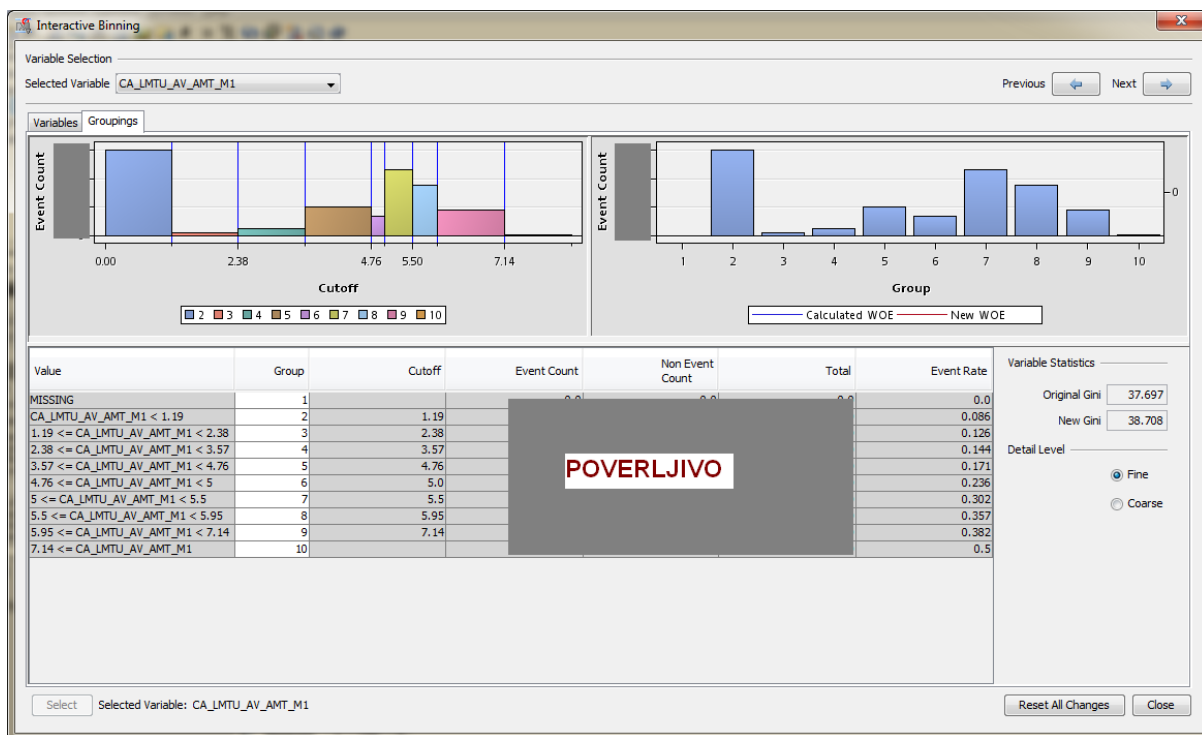 Interactive Binning
Variable Selection
Selected Variable CA_LMTU_AV_AMT_M1
Previous Next
Variables Groupings
Event Count
0.00 2.38 4.76 5.50 7.14
Cutoff
2 3 4 5 6 7 8 9 10
Event Count
0
1 2 3 4 5 6 7 8 9 10
Group
Calculated WOE New WOE
Value Group Cutoff Event Count Non Event Count Total Event Rate
MISSING 1 0.0 0.0 0.0 0.0
CA_LMTU_AV_AMT_M1 < 1.19 2 1.19 0.086
1.19 <= CA_LMTU_AV_AMT_M1 < 2.38 3 2.38 0.126
2.38 <= CA_LMTU_AV_AMT_M1 < 3.57 4 3.57 0.144
3.57 <= CA_LMTU_AV_AMT_M1 < 4.76 5 4.76 0.171
4.76 <= CA_LMTU_AV_AMT_M1 < 5 6 5.0 0.236
5 <= CA_LMTU_AV_AMT_M1 < 5.5 7 5.5 0.302
5.5 <= CA_LMTU_AV_AMT_M1 < 5.95 8 5.95 0.357
5.95 <= CA_LMTU_AV_AMT_M1 < 7.14 9 7.14 0.382
7.14 <= CA_LMTU_AV_AMT_M1 10 0.5
POVERLJIVO
Variable Statistics
Original Gini 37.697
New Gini 38.708
Detail Level
Fine
Coarse
Select Selected Variable: CA_LMTU_AV_AMT_M1
Reset All Changes Close